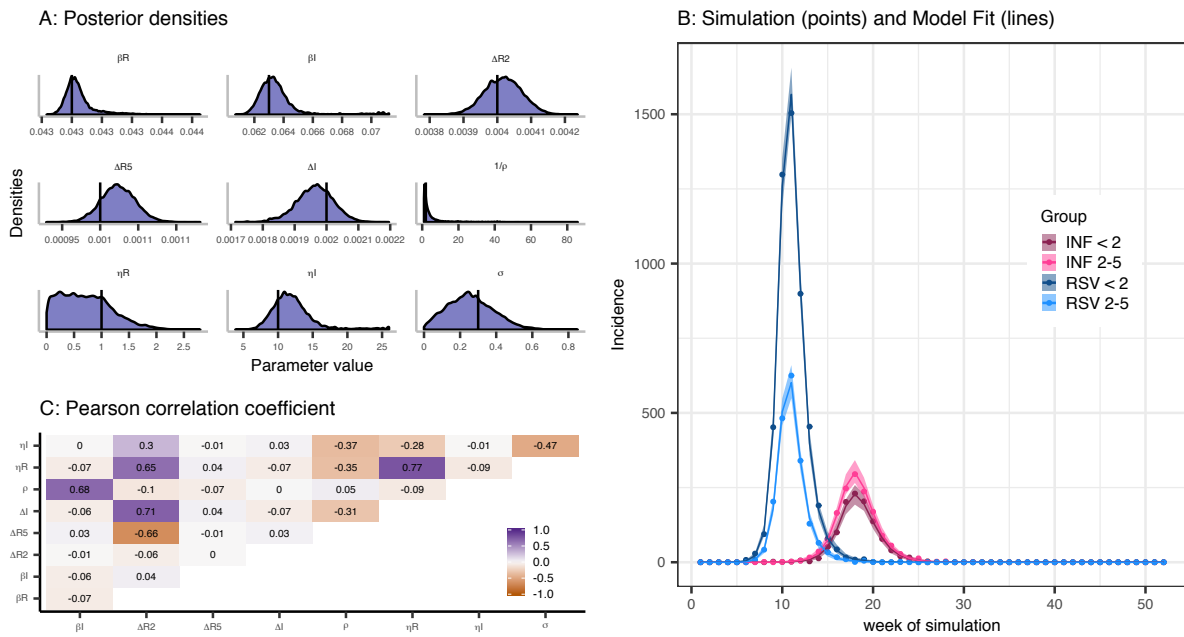 A: Posterior densities
βR
βI
ΔR2
0.043 0.043 0.043 0.043 0.044 0.044
0.062 0.064 0.066 0.068 0.07
0.0038 0.0039 0.004 0.0041 0.0042
ΔR5
ΔI
1/ρ
0.00095 0.001 0.0011 0.0011
0.0017 0.0018 0.0019 0.002 0.0021 0.0022
0 20 40 60 80
ηR
ηI
σ
0 0.5 1.0 1.5 2.0 2.5
5 10 15 20 25
0.0 0.2 0.4 0.6 0.8
Densities
Parameter value
B: Simulation (points) and Model Fit (lines)
1500
1000
500
0
Incidence
0 10 20 30 40 50
week of simulation
Group
INF < 2
INF 2-5
RSV < 2
RSV 2-5
C: Pearson correlation coefficient
ηI 0 0.3 -0.01 0.03 -0.37 -0.28 -0.01 -0.47
ηR -0.07 0.65 0.04 -0.07 -0.35 0.77 -0.09
ρ 0.68 -0.1 -0.07 0 0.05 -0.09
ΔI -0.06 0.71 0.04 -0.07 -0.31
ΔR5 0.03 -0.66 -0.01 0.03
ΔR2 -0.01 -0.06 0
βI -0.06 0.04
βR -0.07
βI ΔR2 ΔR5 ΔI ρ ηR ηI σ
1.0
0.5
0.0
-0.5
-1.0